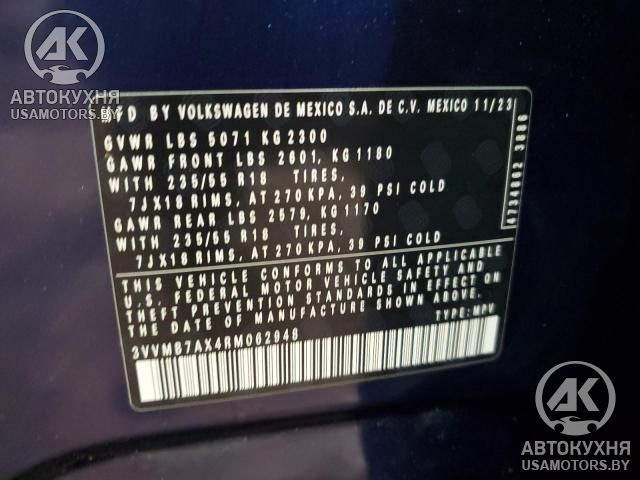 AK
АВТОКУХНЯ
USAMOTORS.BY
MFD BY VOLKSWAGEN DE MEXICO S.A. DE C.V. MEXICO 11/23
GVWR LBS 5071 KG 2300
GAWR FRONT LBS 2601, KG 1180
WITH 235/55 R18 TIRES,
7JX18 RIMS, AT 270 KPA, 39 PSI COLD
GAWR REAR LBS 2579, KG 1170
WITH 235/55 R18 TIRES,
7JX18 RIMS, AT 270 KPA, 39 PSI COLD
THIS VEHICLE CONFORMS TO ALL APPLICABLE
U.S. FEDERAL MOTOR VEHICLE SAFETY AND
THEFT PREVENTION STANDARDS IN EFFECT ON
THE DATE OF MANUFACTURE SHOWN ABOVE.
TYPE: MPV
3VVMB7AX4RM062948
AK
АВТОКУХНЯ
USAMOTORS.BY